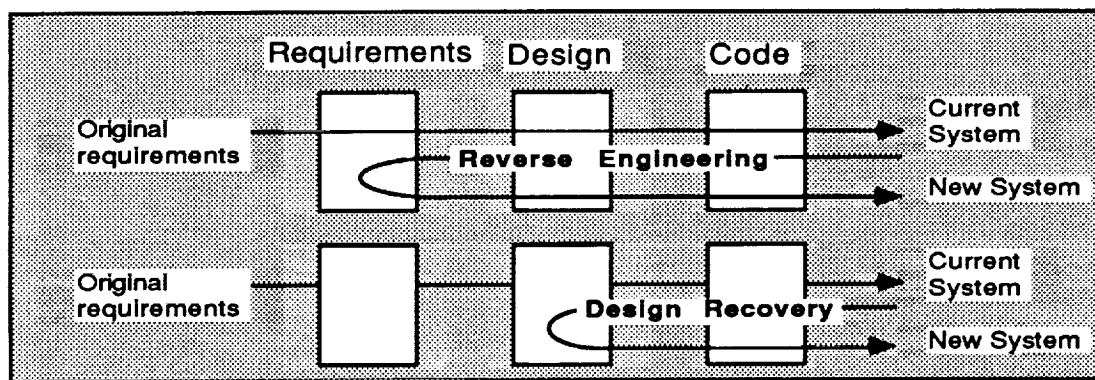 Requirements Design Code
Original
requirements
Current
System
Reverse Engineering
New System
Original
requirements
Current
System
Design Recovery
New System